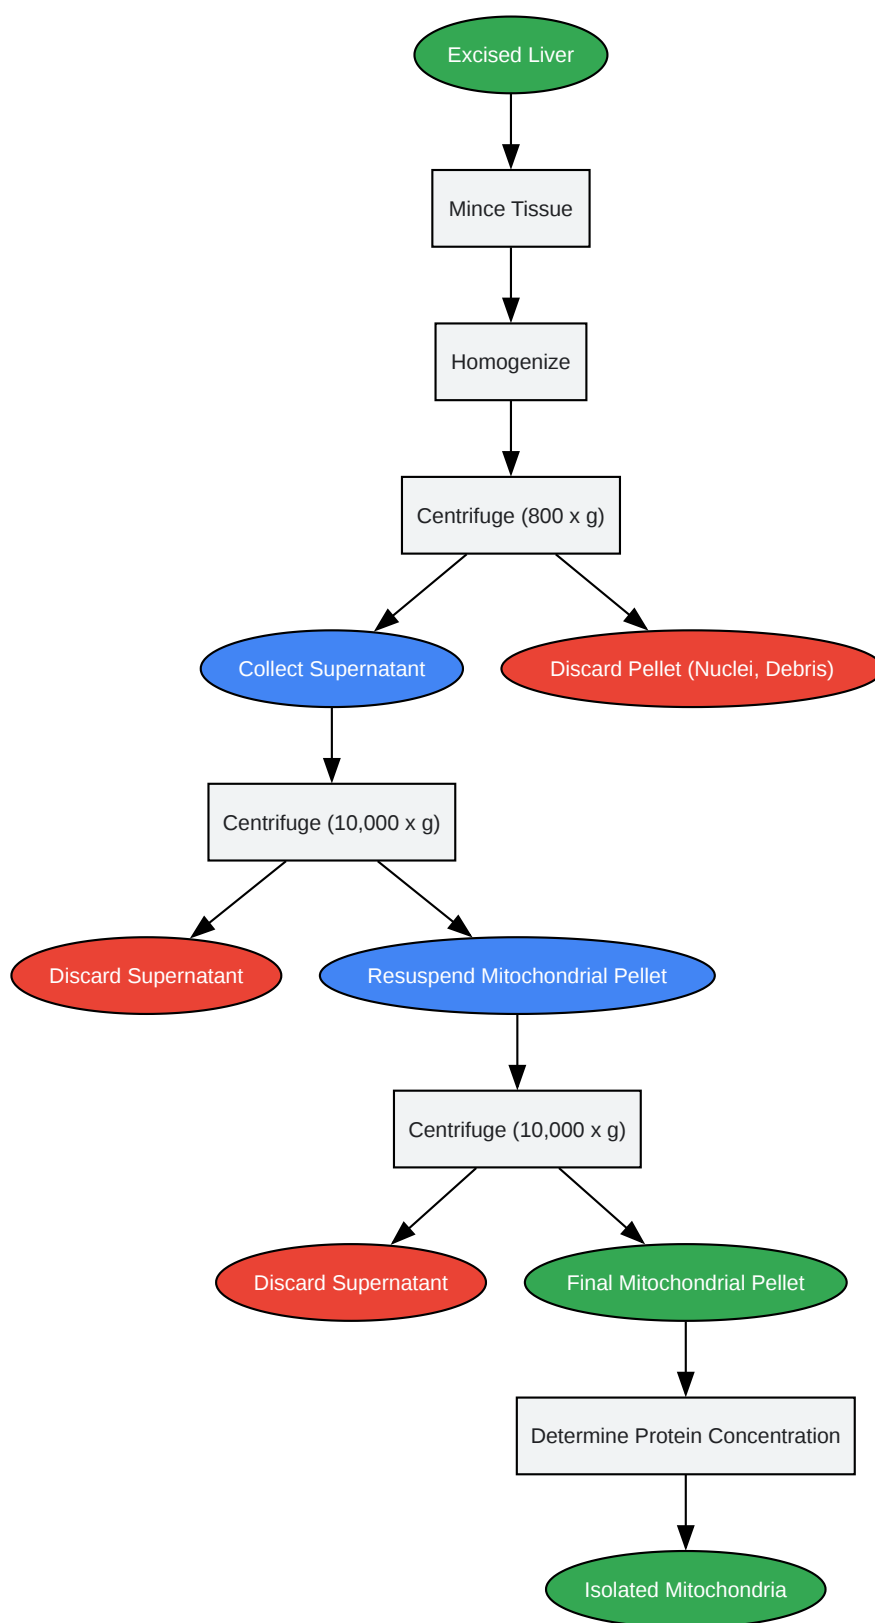 Excised Liver
Mince Tissue
Homogenize
Centrifuge (800 x g)
Collect Supernatant
Discard Pellet (Nuclei, Debris)
Centrifuge (10,000 x g)
Discard Supernatant
Resuspend Mitochondrial Pellet
Centrifuge (10,000 x g)
Discard Supernatant
Final Mitochondrial Pellet
Determine Protein Concentration
Isolated Mitochondria